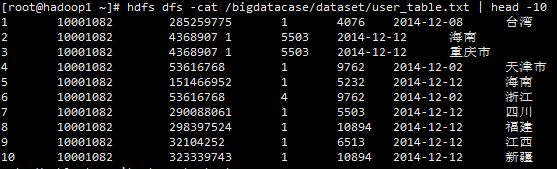 [root@hadoop1 ~]# hdfs dfs -cat /bigdatacase/dataset/user_table.txt | head -10
1 10001082 285259775 1 4076 2014-12-08 台湾
2 10001082 4368907 1 5503 2014-12-12 海南
3 10001082 4368907 1 5503 2014-12-12 重庆市
4 10001082 53616768 1 9762 2014-12-02 天津市
5 10001082 151466952 1 5232 2014-12-12 海南
6 10001082 53616768 4 9762 2014-12-02 浙江
7 10001082 290088061 1 5503 2014-12-12 四川
8 10001082 298397524 1 10894 2014-12-12 福建
9 10001082 32104252 1 6513 2014-12-12 江西
10 10001082 323339743 1 10894 2014-12-12 新疆